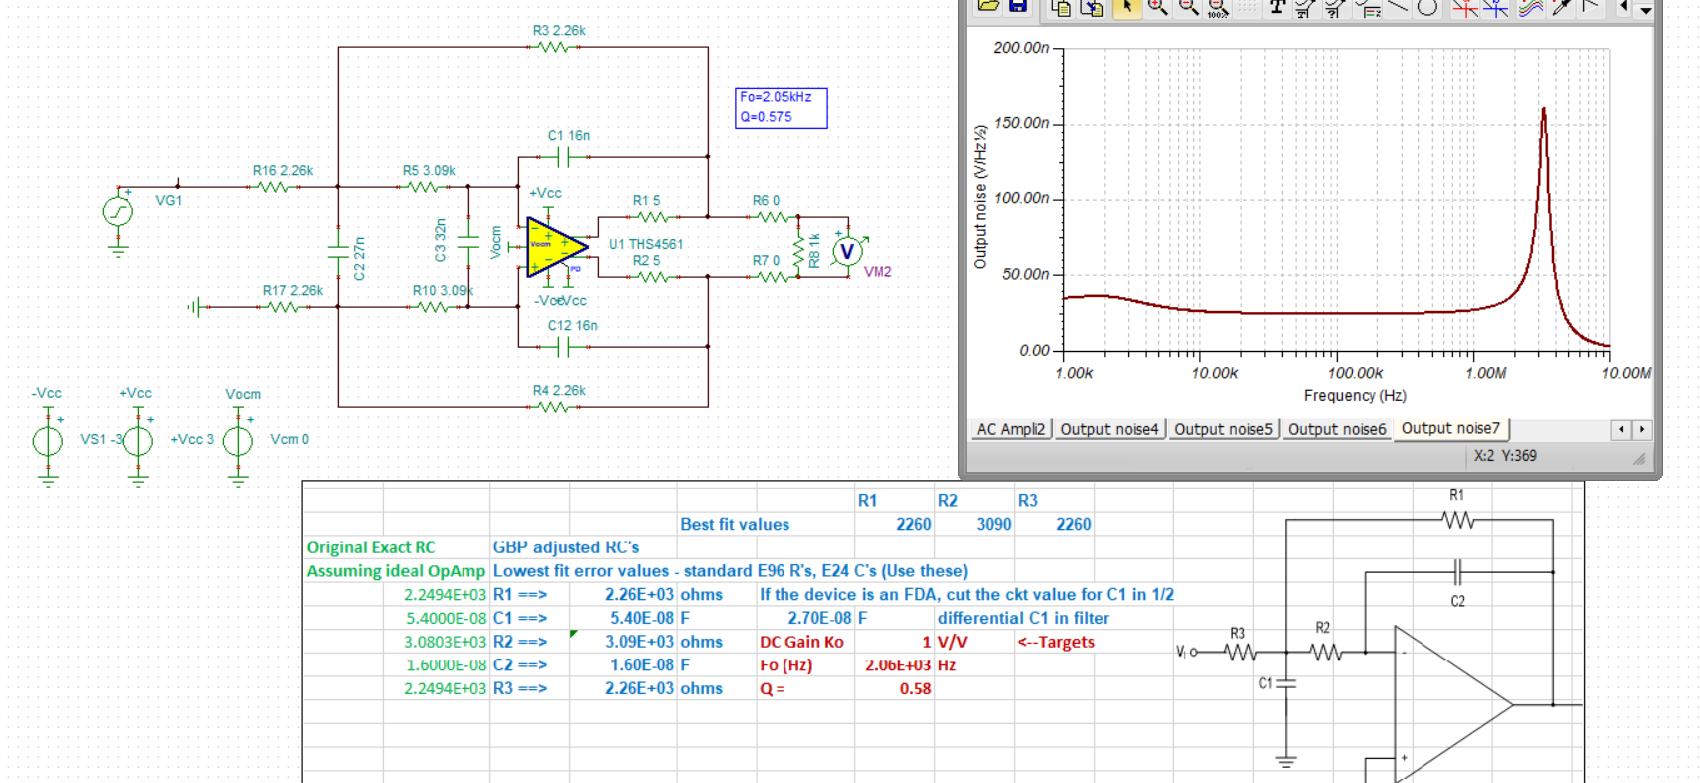 R3 2.26k
Fo=2.05kHz
Q=0.575
C1 16n
R16 2.26k
R5 3.09k
+Vcc
VG1
R1 5
R6 0
C2 27n
C3 32n
Vocm
Vocm
U1 THS4561
R8 1k
V
VM2
PD
R2 5
R7 0
R17 2.26k
R10 3.09k
-Vcc
+Vcc
C12 16n
R4 2.26k
-Vcc
+Vcc
Vocm
VS1 -3
+Vcc 3
Vcm 0
T
100%
Output noise (V/Hz½)
200.00n
150.00n
100.00n
50.00n
0.00
1.00k
10.00k
100.00k
1.00M
10.00M
Frequency (Hz)
AC Ampli2
Output noise4
Output noise5
Output noise6
Output noise7
X:2 Y:369
R1 R2 R3
Best fit values 2260 3090 2260
Original Exact RC GBP adjusted RC's
Assuming ideal OpAmp Lowest fit error values - standard E96 R's, E24 C's (Use these)
2.2494E+03 R1 ==> 2.26E+03 ohms If the device is an FDA, cut the ckt value for C1 in 1/2
5.4000E-08 C1 ==> 5.40E-08 F 2.70E-08 F differential C1 in filter
3.0803E+03 R2 ==> 3.09E+03 ohms DC Gain Ko 1 V/V <--Targets
1.6000E-08 C2 ==> 1.60E-08 F Fo (Hz) 2.06E+03 Hz
2.2494E+03 R3 ==> 2.26E+03 ohms Q = 0.58
R1
C2
R3
R2
Vi
C1
-
+